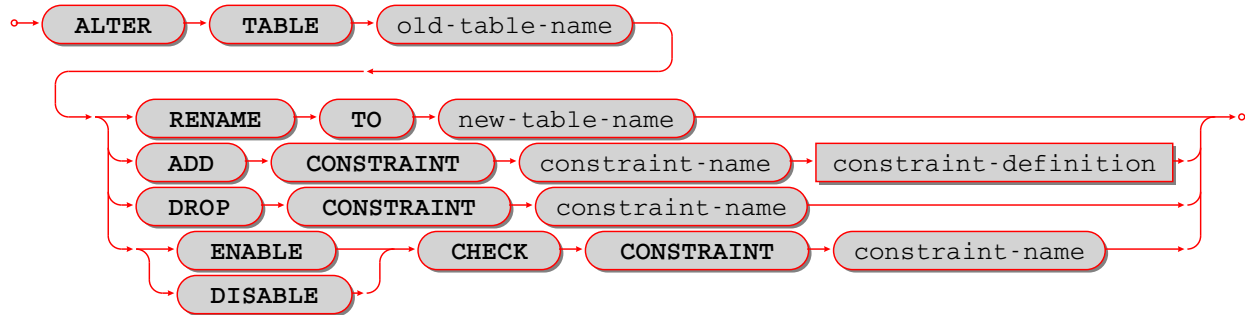 ALTER TABLE old-table-name
RENAME TO new-table-name
ADD CONSTRAINT constraint-name constraint-definition
DROP CONSTRAINT constraint-name
ENABLE CHECK CONSTRAINT constraint-name
DISABLE